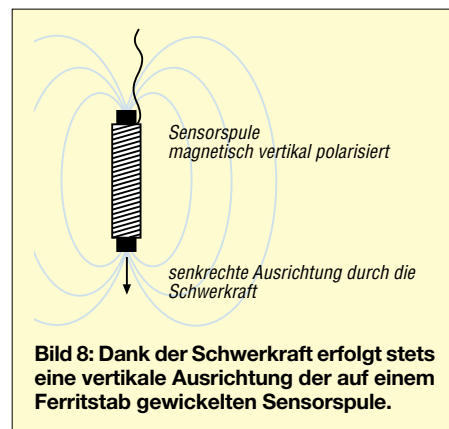 Sensorspule
magnetisch vertikal polarisiert
senkrechte Ausrichtung durch die
Schwerkraft
Bild 8: Dank der Schwerkraft erfolgt stets
eine vertikale Ausrichtung der auf einem
Ferritstab gewickelten Sensorspule.